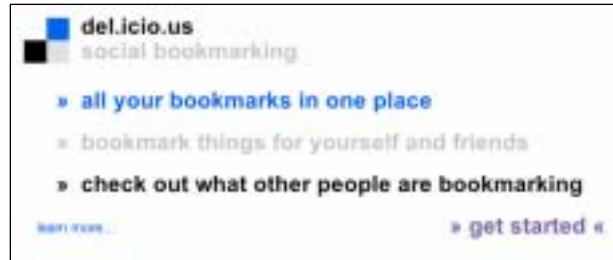 del.icio.us
social bookmarking
» all your bookmarks in one place
» bookmark things for yourself and friends
» check out what other people are bookmarking
learn more...
» get started «